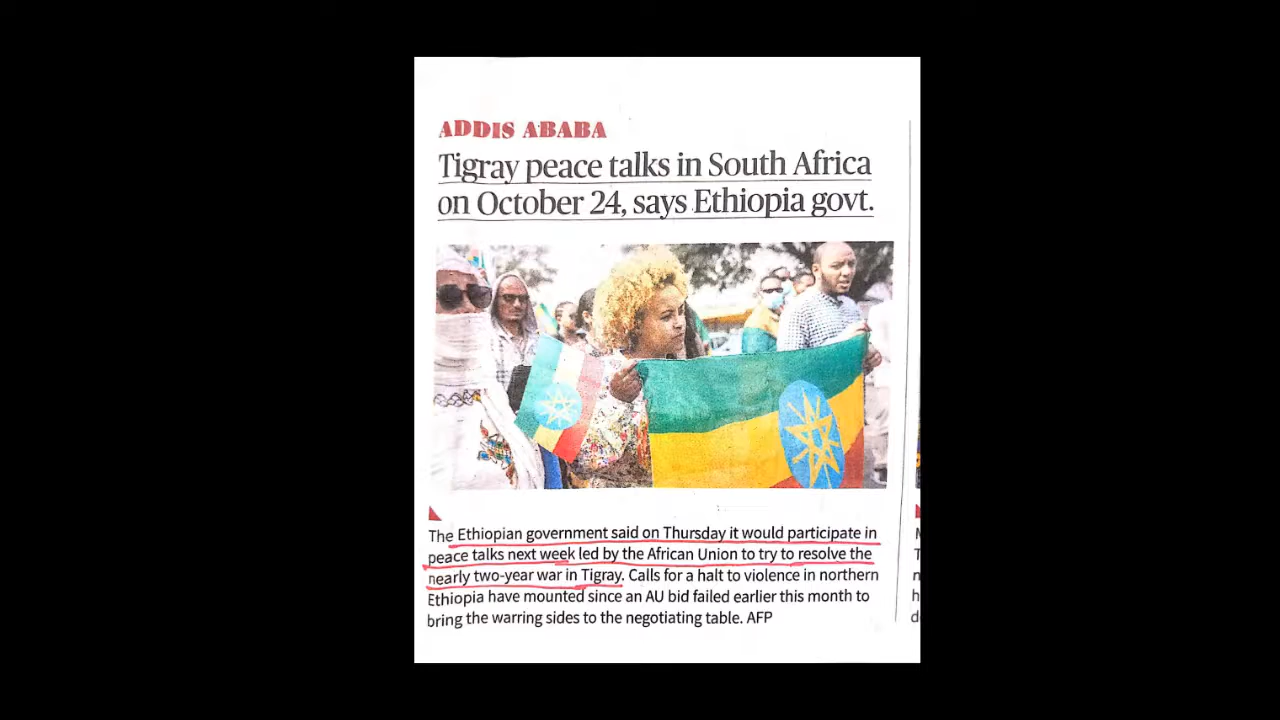 ADDIS ABABA
Tigray peace talks in South Africa
on October 24, says Ethiopia govt.
The Ethiopian government said on Thursday it would participate in
peace talks next week led by the African Union to try to resolve the
nearly two-year war in Tigray. Calls for a halt to violence in northern
Ethiopia have mounted since an AU bid failed earlier this month to
bring the warring sides to the negotiating table. AFP